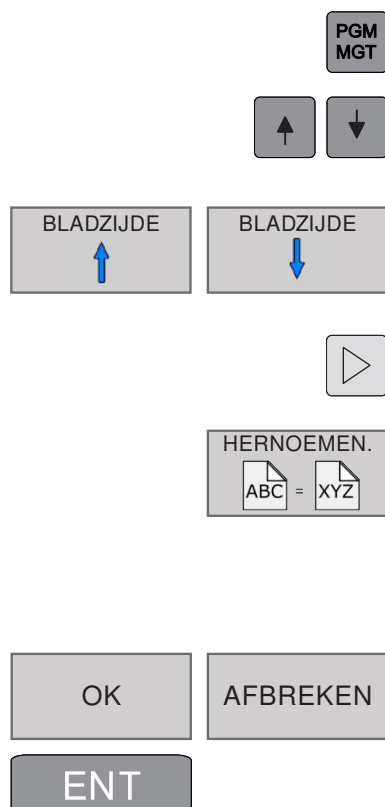 PGM
MGT
BLADZIJDE BLADZIJDE
HERNOEMEN.
ABC = XYZ
OK AFBREKEN
ENT